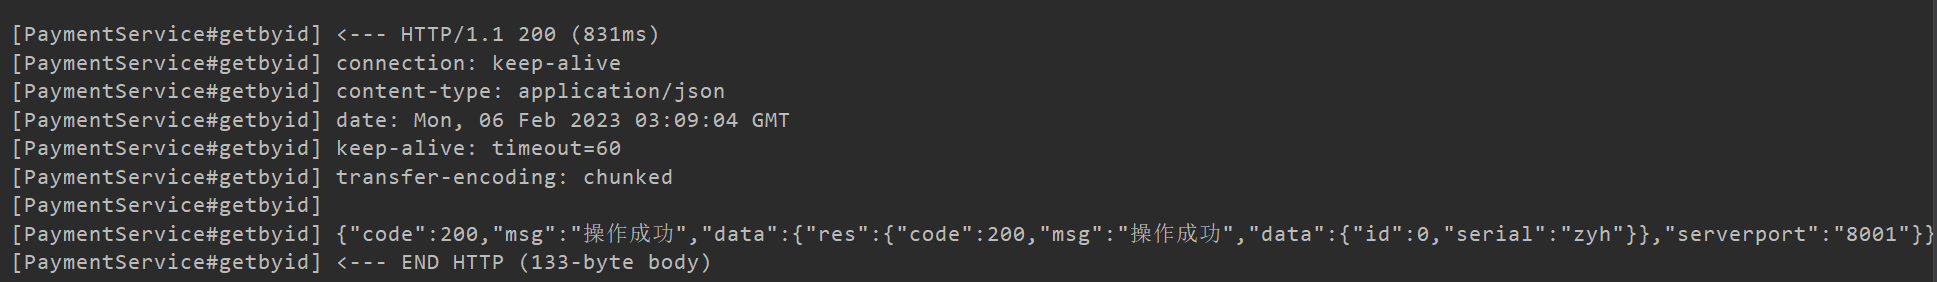 [PaymentService#getbyid] <--- HTTP/1.1 200 (831ms)
[PaymentService#getbyid] connection: keep-alive
[PaymentService#getbyid] content-type: application/json
[PaymentService#getbyid] date: Mon, 06 Feb 2023 03:09:04 GMT
[PaymentService#getbyid] keep-alive: timeout=60
[PaymentService#getbyid] transfer-encoding: chunked
[PaymentService#getbyid]
[PaymentService#getbyid] {"code":200,"msg":"操作成功","data":{"res":{"code":200,"msg":"操作成功","data":{"id":0,"serial":"zyh"}},"serverport":"8001"}}
[PaymentService#getbyid] <--- END HTTP (133-byte body)